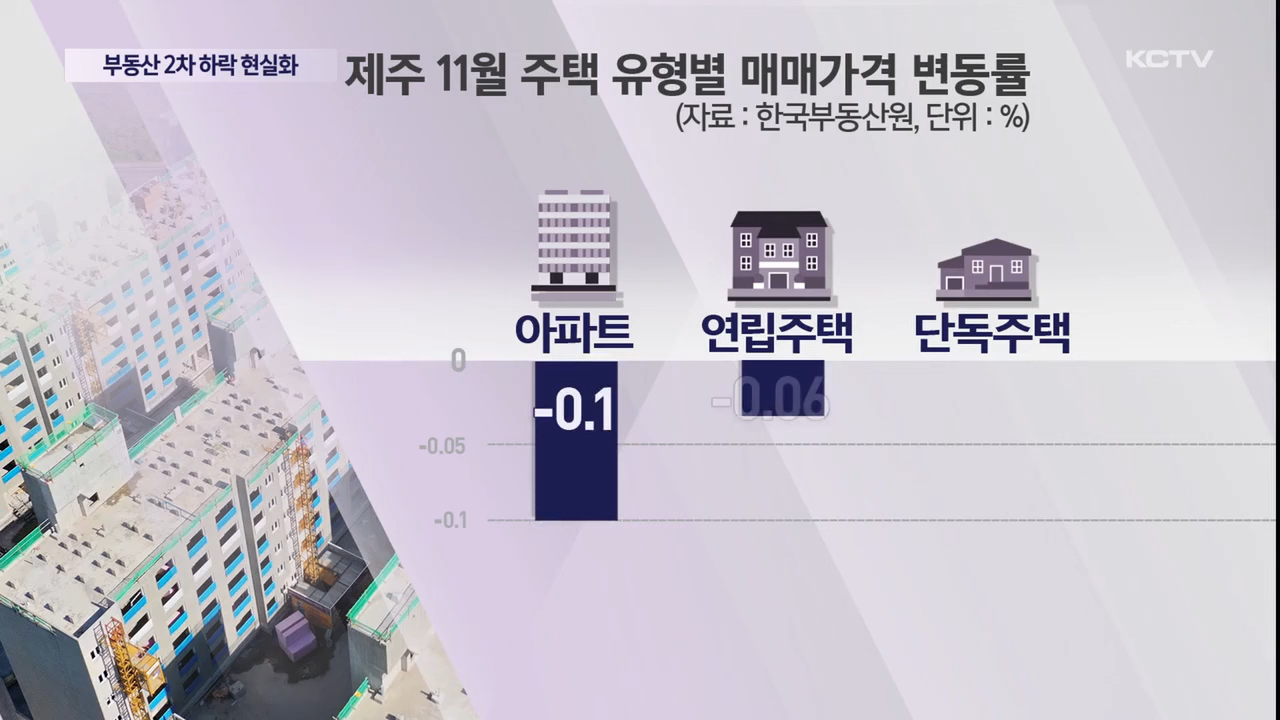 부동산 2차 하락 현실화
제주 11월 주택 유형별 매매가격 변동률
KCTV
(자료 : 한국부동산원, 단위 : %)
아파트 연립주택 단독주택
0
-0.1 -0.06
-0.05
-0.1